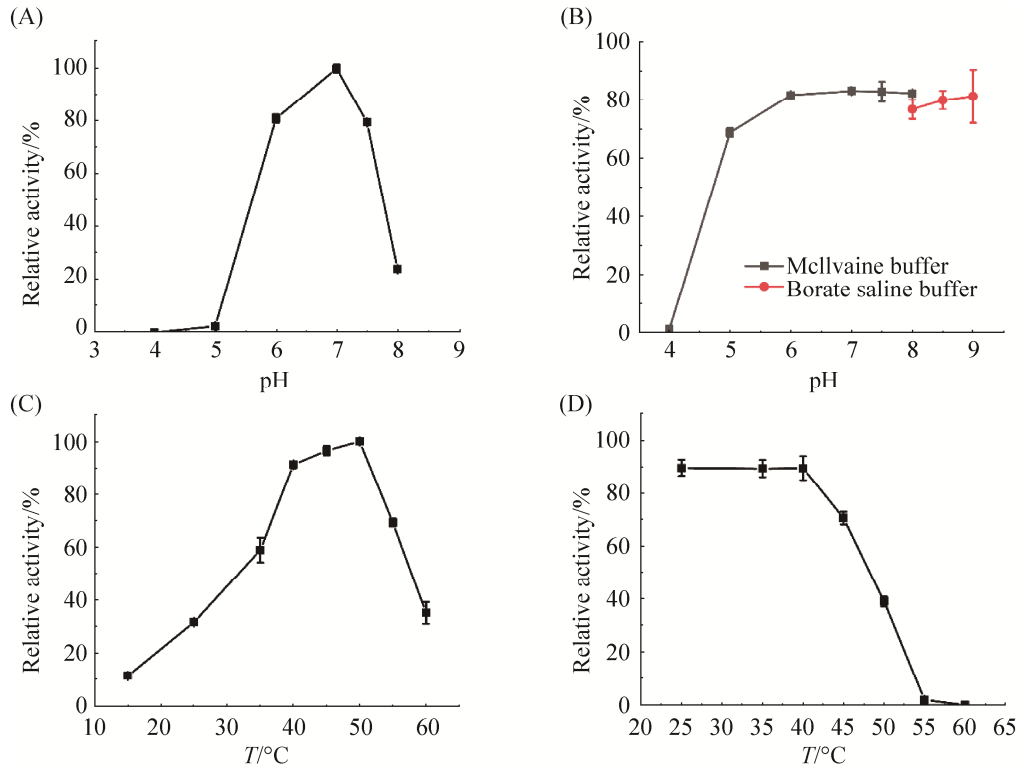 (A)
Relative activity/%
100
80
60
40
20
0
3 4 5 6 7 8 9
pH
(B)
Relative activity/%
100
80
60
40
20
0
McIlvaine buffer
Borate saline buffer
4 5 6 7 8 9
pH
(C)
Relative activity/%
100
80
60
40
20
0
10 20 30 40 50 60
T/°C
(D)
Relative activity/%
100
80
60
40
20
0
20 25 30 35 40 45 50 55 60 65
T/°C